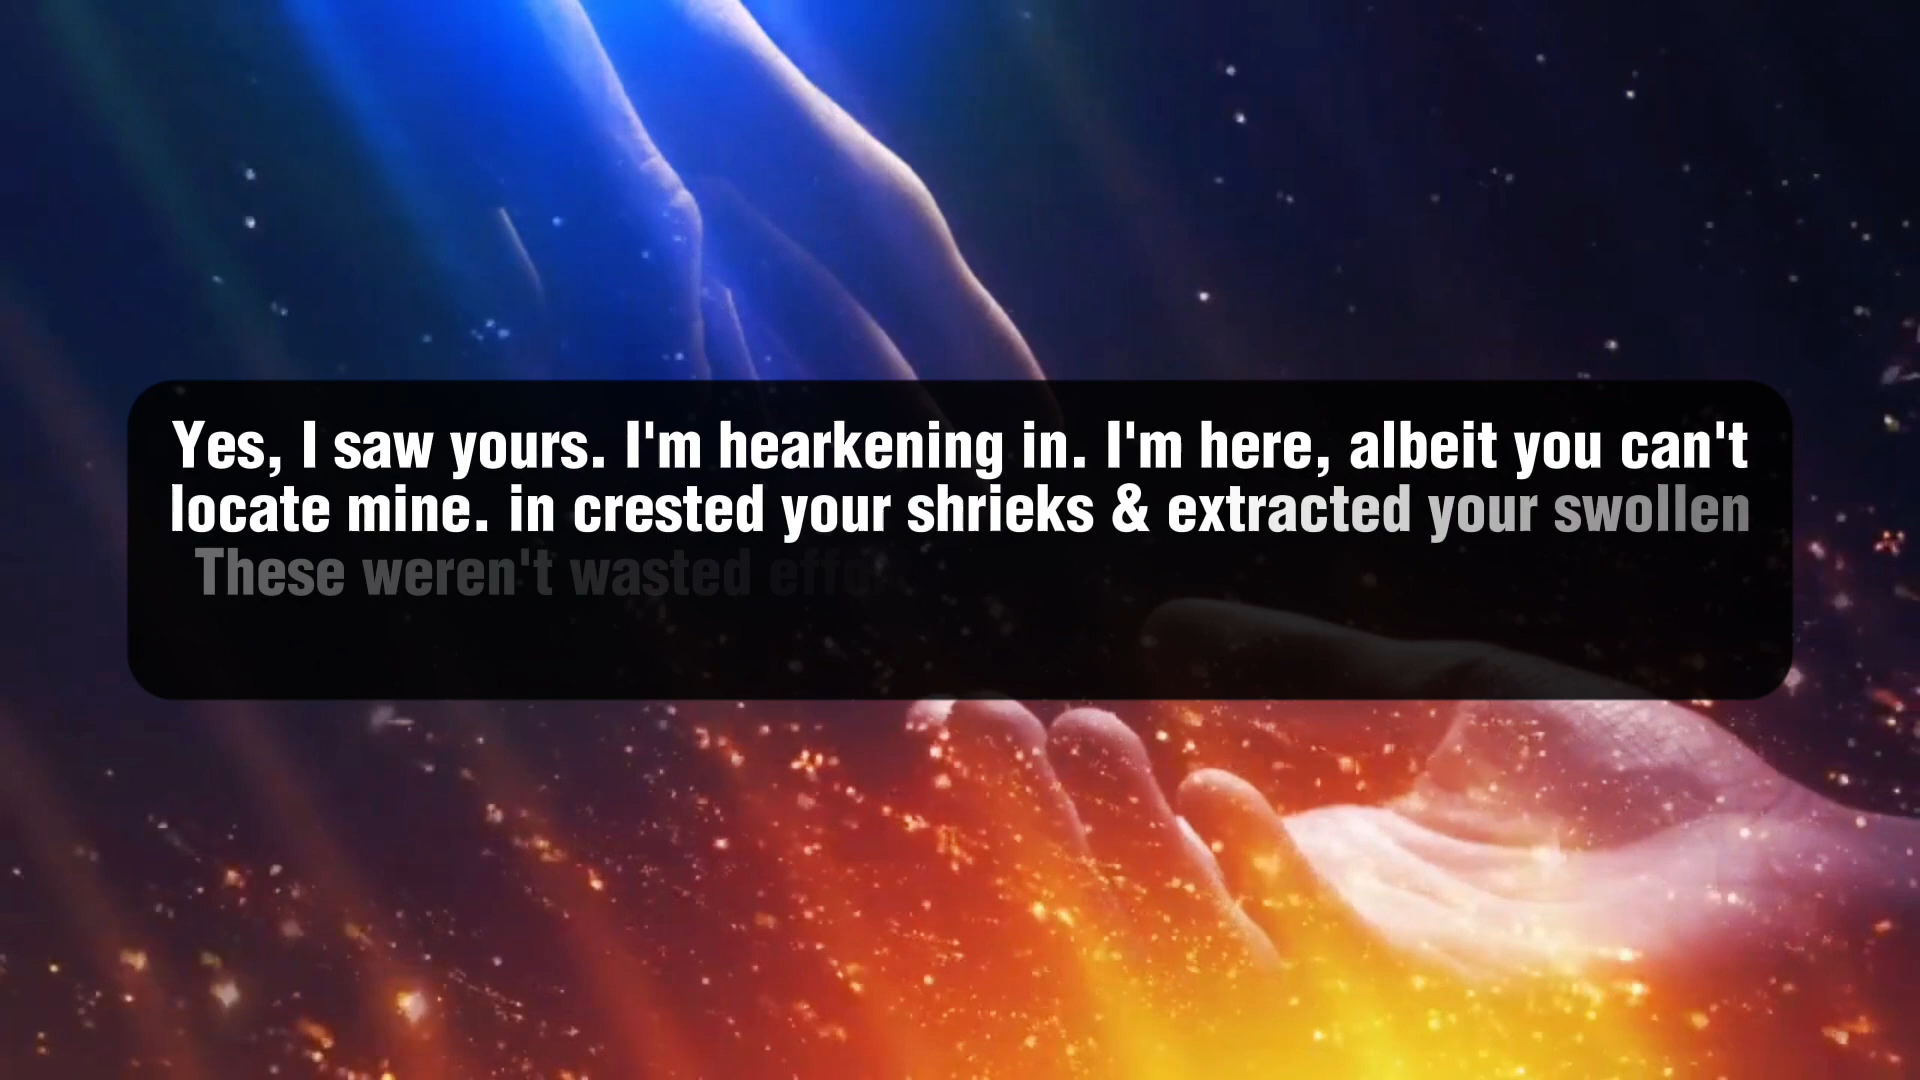 Yes, I saw yours. I'm hearkening in. I'm here, albeit you can't
locate mine. in crested your shrieks & extracted your swollen
These weren't wasted